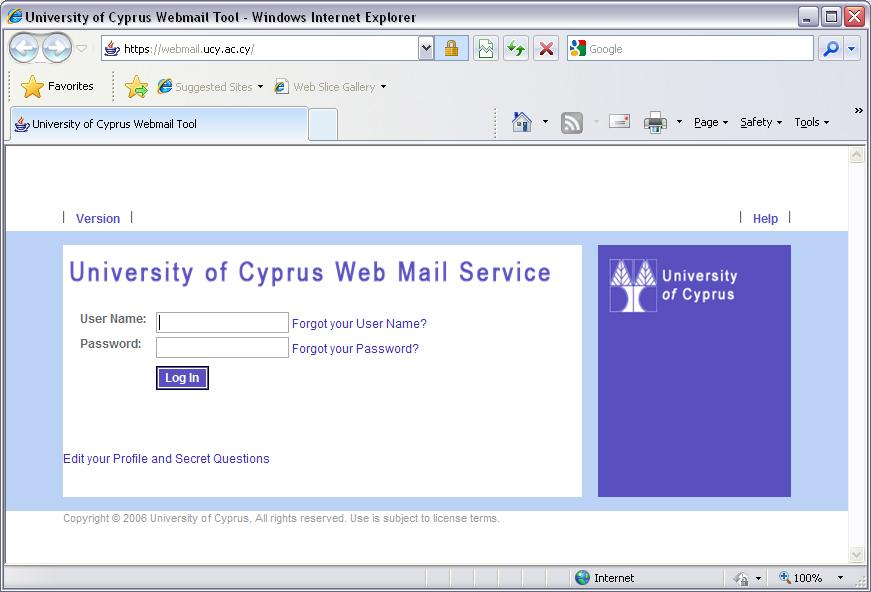 University of Cyprus Webmail Tool - Windows Internet Explorer
https://webmail.ucy.ac.cy/
Google
Favorites
Suggested Sites
Web Slice Gallery
University of Cyprus Webmail Tool
Page
Safety
Tools
»
| Version |
| Help |
University of Cyprus Web Mail Service
University
of Cyprus
User Name:
Forgot your User Name?
Password:
Forgot your Password?
Log In
Edit your Profile and Secret Questions
Copyright © 2006 University of Cyprus, All rights reserved. Use is subject to license terms.
Internet
100%